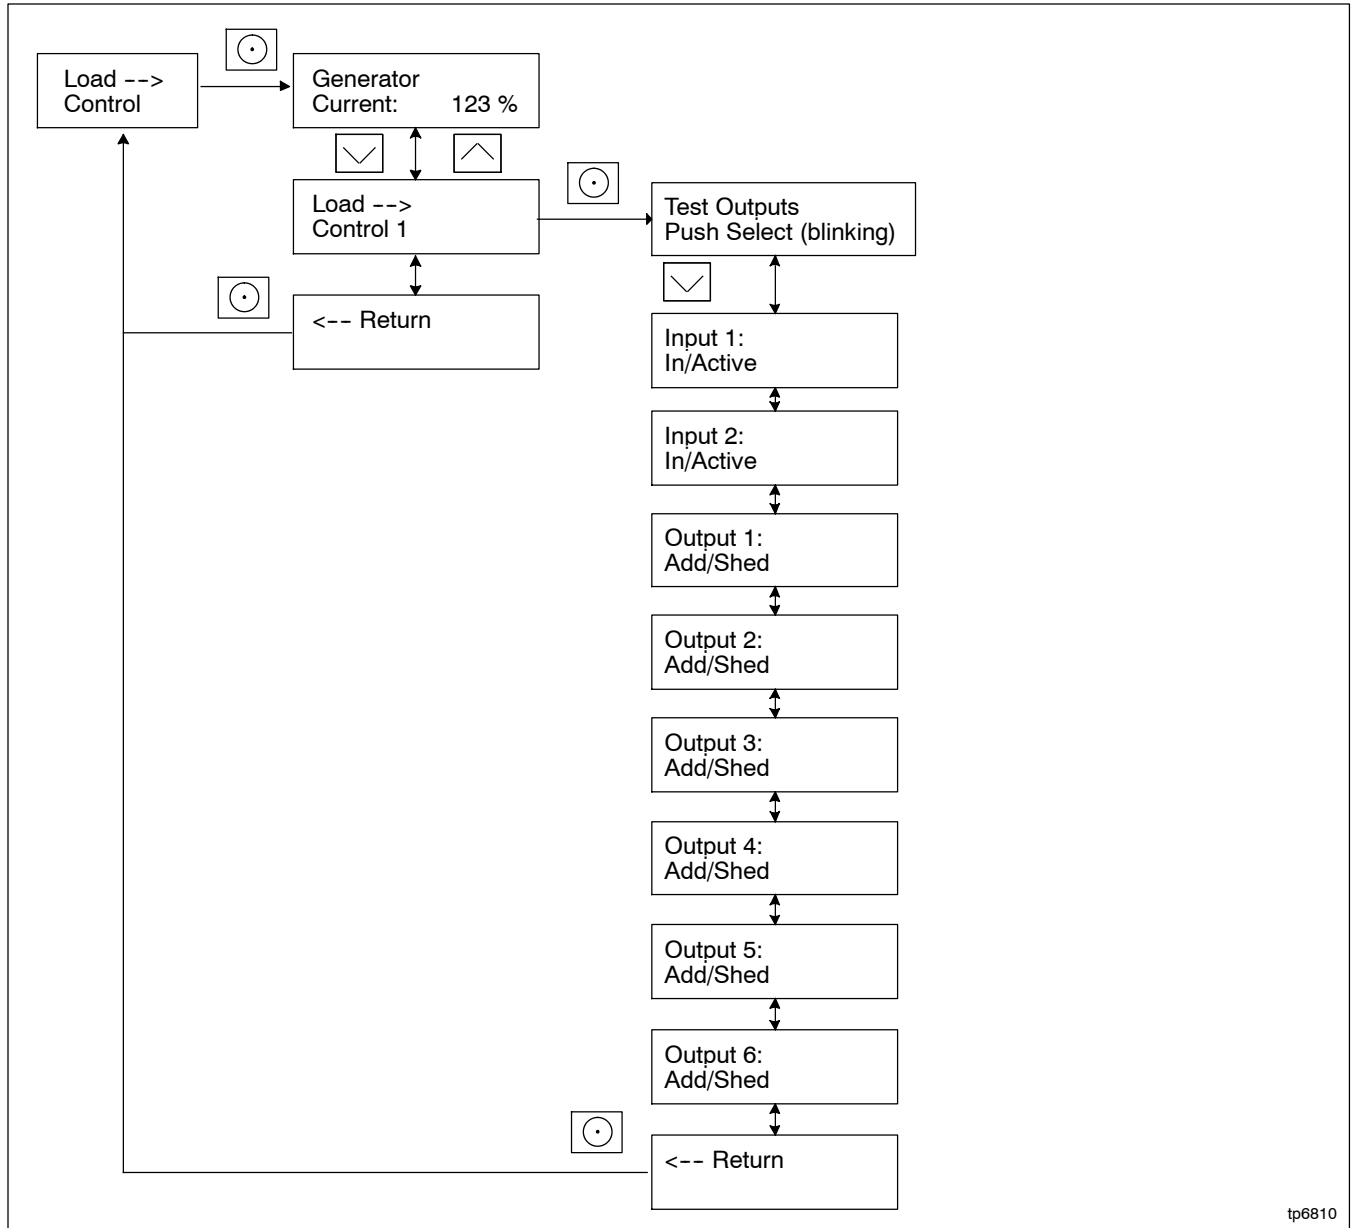 Load -->
Control
Generator
Current: 123 %
Load -->
Control 1
<-- Return
Test Outputs
Push Select (blinking)
Input 1:
In/Active
Input 2:
In/Active
Output 1:
Add/Shed
Output 2:
Add/Shed
Output 3:
Add/Shed
Output 4:
Add/Shed
Output 5:
Add/Shed
Output 6:
Add/Shed
<-- Return
tp6810